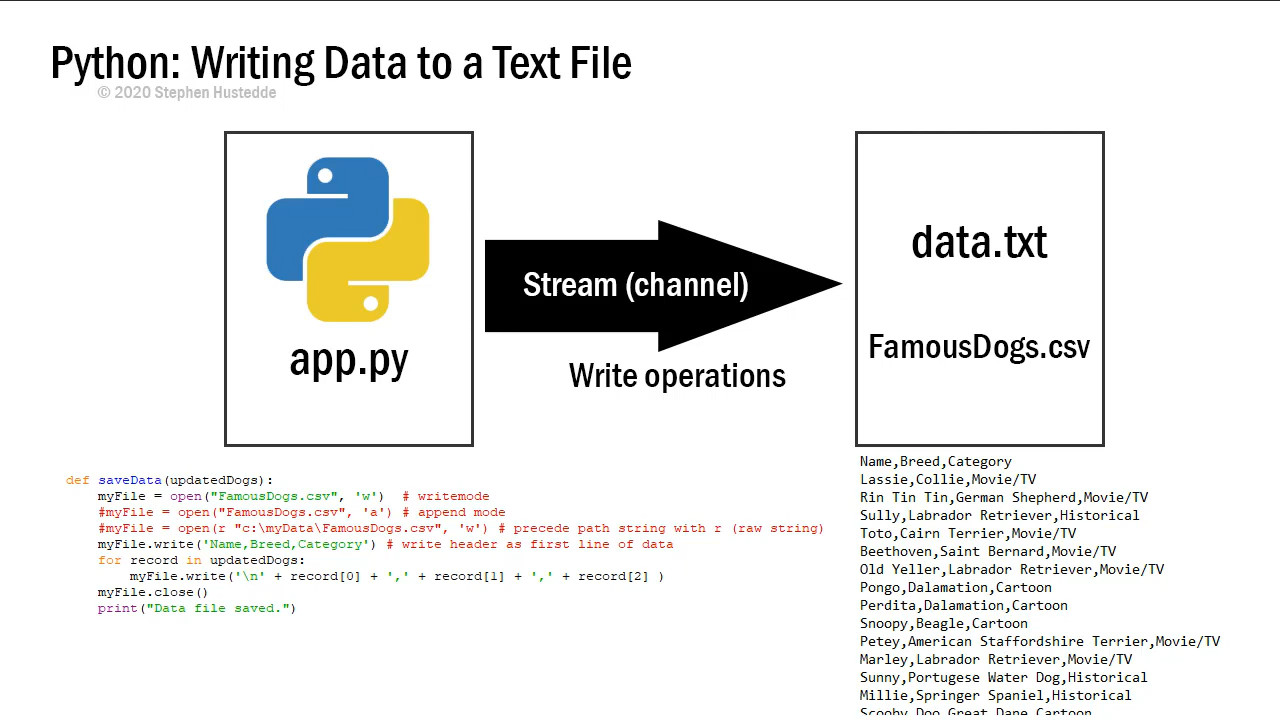 Python: Writing Data to a Text File
© 2020 Stephen Hustedde
app.py
Stream (channel)
Write operations
data.txt
FamousDogs.csv
def saveData(updatedDogs):
    myFile = open("FamousDogs.csv", 'w')  # writemode
    #myFile = open("FamousDogs.csv", 'a') # append mode
    #myFile = open(r "c:\myData\FamousDogs.csv", 'w') # precede path string with r (raw string)
    myFile.write('Name,Breed,Category') # write header as first line of data
    for record in updatedDogs:
        myFile.write('\n' + record[0] + ',' + record[1] + ',' + record[2] )
    myFile.close()
    print("Data file saved.")
Name,Breed,Category
Lassie,Collie,Movie/TV
Rin Tin Tin,German Shepherd,Movie/TV
Sully,Labrador Retriever,Historical
Toto,Cairn Terrier,Movie/TV
Beethoven,Saint Bernard,Movie/TV
Old Yeller,Labrador Retriever,Movie/TV
Pongo,Dalamation,Cartoon
Perdita,Dalamation,Cartoon
Snoopy,Beagle,Cartoon
Petey,American Staffordshire Terrier,Movie/TV
Marley,Labrador Retriever,Movie/TV
Sunny,Portugese Water Dog,Historical
Millie,Springer Spaniel,Historical
Scooby Doo,Great Dane,Cartoon